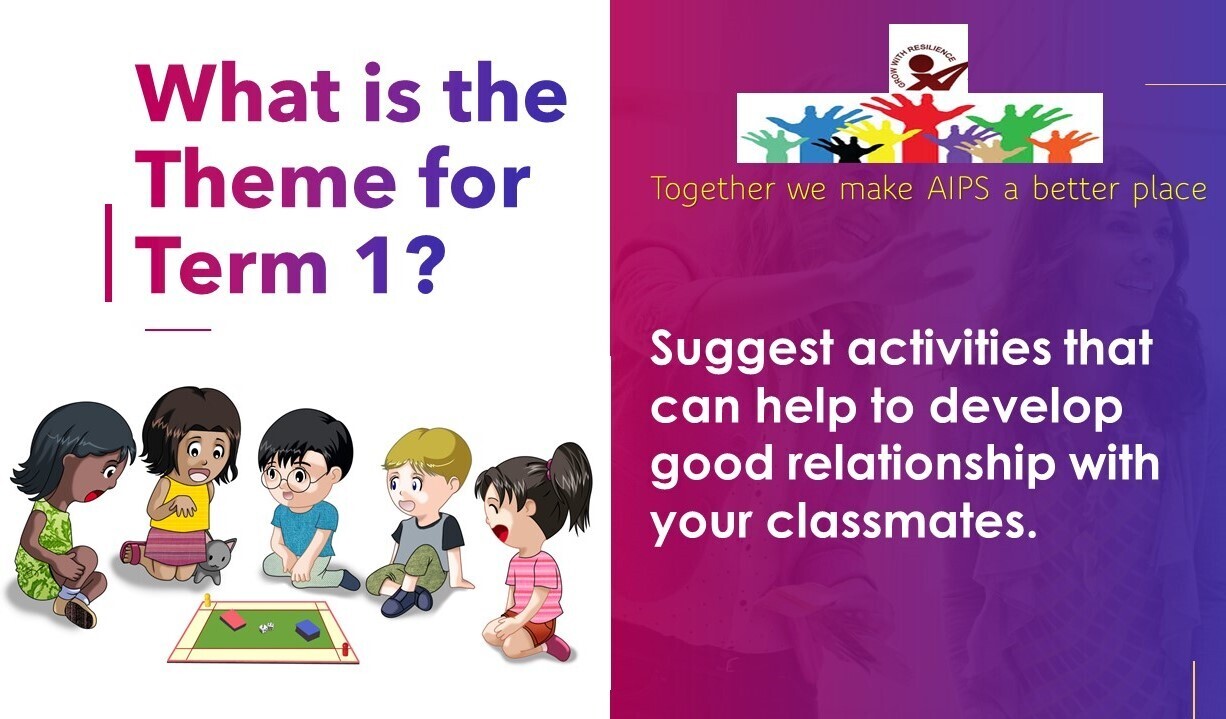 What is the
Theme for
Term 1?
GROW WITH RESILIENCE
Together we make AIPS a better place
Suggest activities that
can help to develop
good relationship with
your classmates.